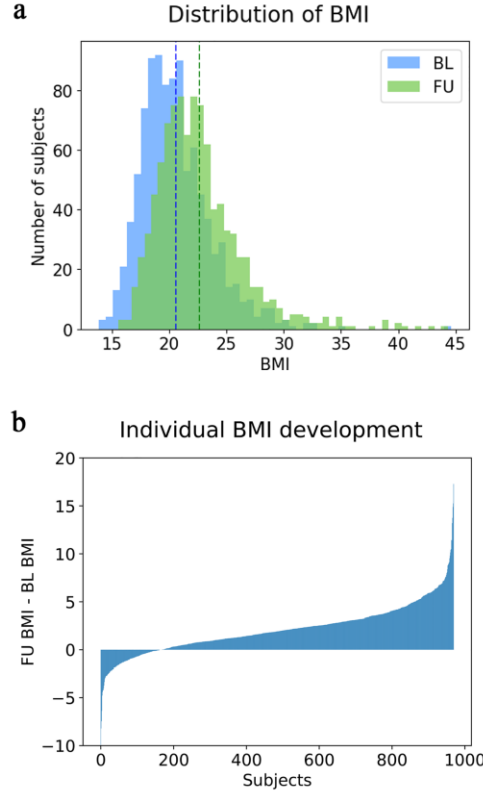 a
Distribution of BMI
BL
FU
Number of subjects
80
60
40
20
0
15 20 25 30 35 40 45
BMI
b
Individual BMI development
FU BMI - BL BMI
20
15
10
5
0
−5
−10
0 200 400 600 800 1000
Subjects